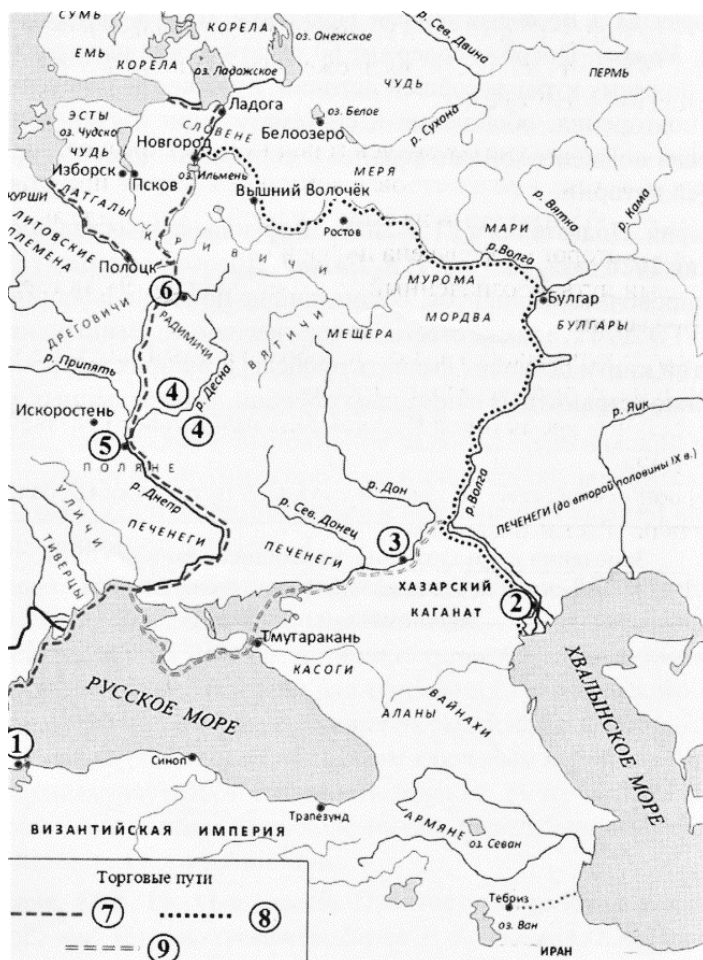 СУМЬ
КОРЕЛА
оз. Онежское
р. Сев. Двина
ЕМЬ
КОРЕЛА
оз. Ладожское
ЧУДЬ
ПЕРМЬ
Ладога
ЭСТЫ
оз. Чудско
СЛОВЕНЕ
Белоозеро
оз. Белое
р. Сухона
ЧУДЬ
Новгород
Изборск
Псков
оз. Ильмень
МЕРЯ
Вышний Волочёк
КУРШИ
ДАТГАЛЫ
Ростов
р. Вятка
р. Кама
ЛИТОВСКИЕ
ПЛЕМЕНА
КРИВИЧИ
МАРИ
р. Волга
Полоцк
6
МУРОМА
Булгар
ДРЕГОВИЧИ
РАДИМИЧИ
ВЯТИЧИ
МЕЩЕРА
МОРДВА
БУЛГАРЫ
р. Припять
4
р. Десна
4
Искоростень
р. Яик
5
ПОЛЯНЕ
р. Волга
ПЕЧЕНЕГИ (до второй половины IX в.)
УЛИЧИ
р. Днепр
р. Дон
р. Сев. Донец
ТИВЕРЦЫ
ПЕЧЕНЕГИ
ПЕЧЕНЕГИ
3
ХАЗАРСКИЙ
КАГАНАТ
2
Тмутаракань
КАСОГИ
РУССКОЕ МОРЕ
АЛАНЫ
ВАЙНАХИ
ХВАЛЫНСКОЕ МОРЕ
1
Синоп
Трапезунд
ВИЗАНТИЙСКАЯ ИМПЕРИЯ
АРМЯНЕ
оз. Севан
Торговые пути
7
8
9
Тебриз
оз. Ван
ИРАН